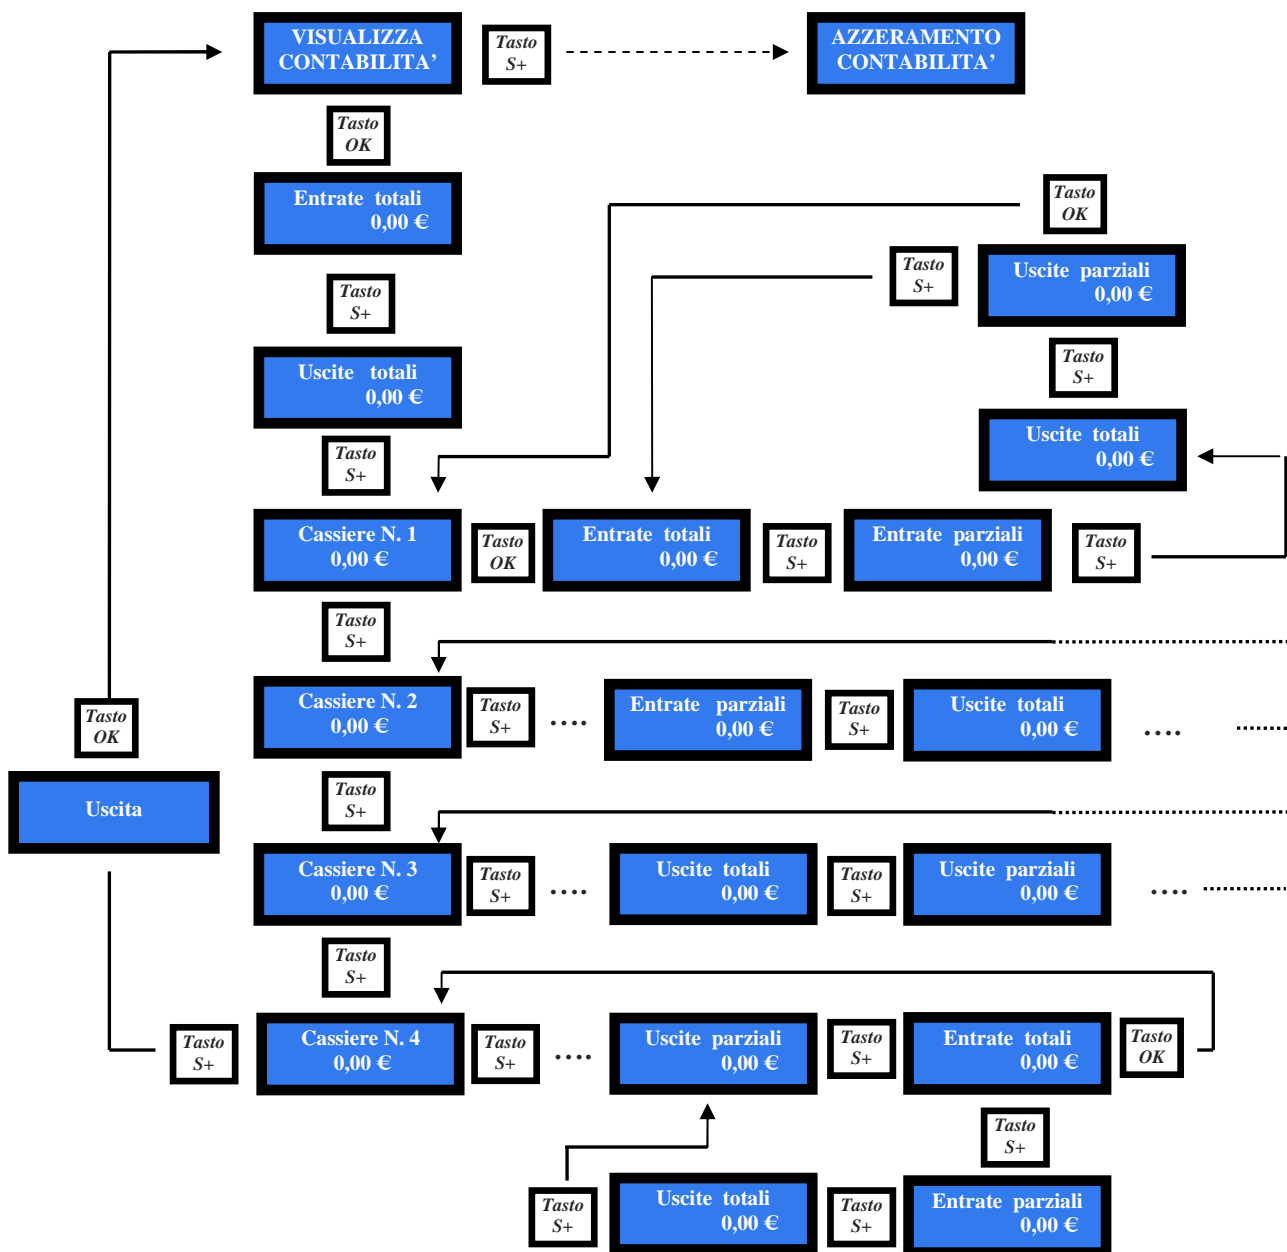 VISUALIZZA
CONTABILITA’
Tasto
S+
AZZERAMENTO
CONTABILITA’
Tasto
OK
Entrate totali
0,00 €
Tasto
OK
Tasto
S+
Uscite parziali
0,00 €
Tasto
S+
Uscite totali
0,00 €
Tasto
S+
Tasto
S+
Uscite totali
0,00 €
Cassiere N. 1
0,00 €
Tasto
OK
Entrate totali
0,00 €
Tasto
S+
Entrate parziali
0,00 €
Tasto
S+
Tasto
S+
Cassiere N. 2
0,00 €
Tasto
S+
....
Entrate parziali
0,00 €
Tasto
S+
Uscite totali
0,00 €
....
Tasto
OK
Uscita
Tasto
S+
Cassiere N. 3
0,00 €
Tasto
S+
....
Uscite totali
0,00 €
Tasto
S+
Uscite parziali
0,00 €
....
Tasto
S+
Tasto
S+
Cassiere N. 4
0,00 €
Tasto
S+
....
Uscite parziali
0,00 €
Tasto
S+
Entrate totali
0,00 €
Tasto
OK
Tasto
S+
Tasto
S+
Uscite totali
0,00 €
Tasto
S+
Entrate parziali
0,00 €